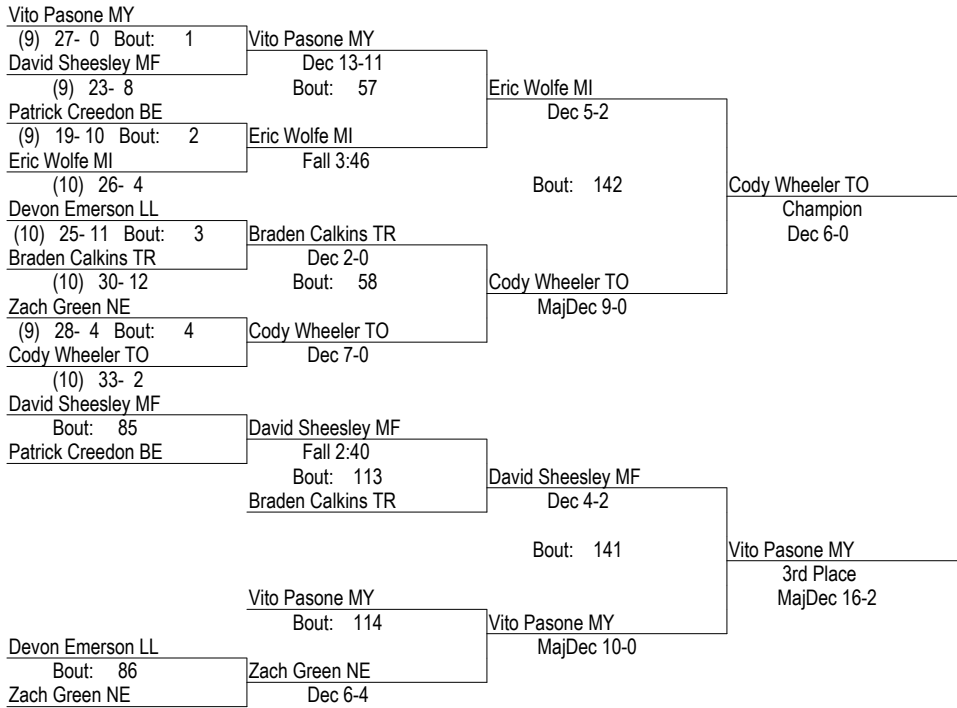 Vito Pasone MY
(9) 27- 0 Bout: 1 Vito Pasone MY
David Sheesley MF Dec 13-11
(9) 23- 8 Bout: 57 Eric Wolfe MI
Patrick Creedon BE Dec 5-2
(9) 19- 10 Bout: 2 Eric Wolfe MI
Eric Wolfe MI Fall 3:46
(10) 26- 4 Bout: 142 Cody Wheeler TO
Devon Emerson LL Champion
(10) 25- 11 Bout: 3 Braden Calkins TR Dec 6-0
Braden Calkins TR Dec 2-0
(10) 30- 12 Bout: 58 Cody Wheeler TO
Zach Green NE MajDec 9-0
(9) 28- 4 Bout: 4 Cody Wheeler TO
Cody Wheeler TO Dec 7-0
(10) 33- 2
David Sheesley MF
Bout: 85 David Sheesley MF
Patrick Creedon BE Fall 2:40
Bout: 113 David Sheesley MF
Braden Calkins TR Dec 4-2
Bout: 141 Vito Pasone MY
3rd Place
Vito Pasone MY MajDec 16-2
Bout: 114 Vito Pasone MY
Devon Emerson LL MajDec 10-0
Bout: 86 Zach Green NE
Zach Green NE Dec 6-4